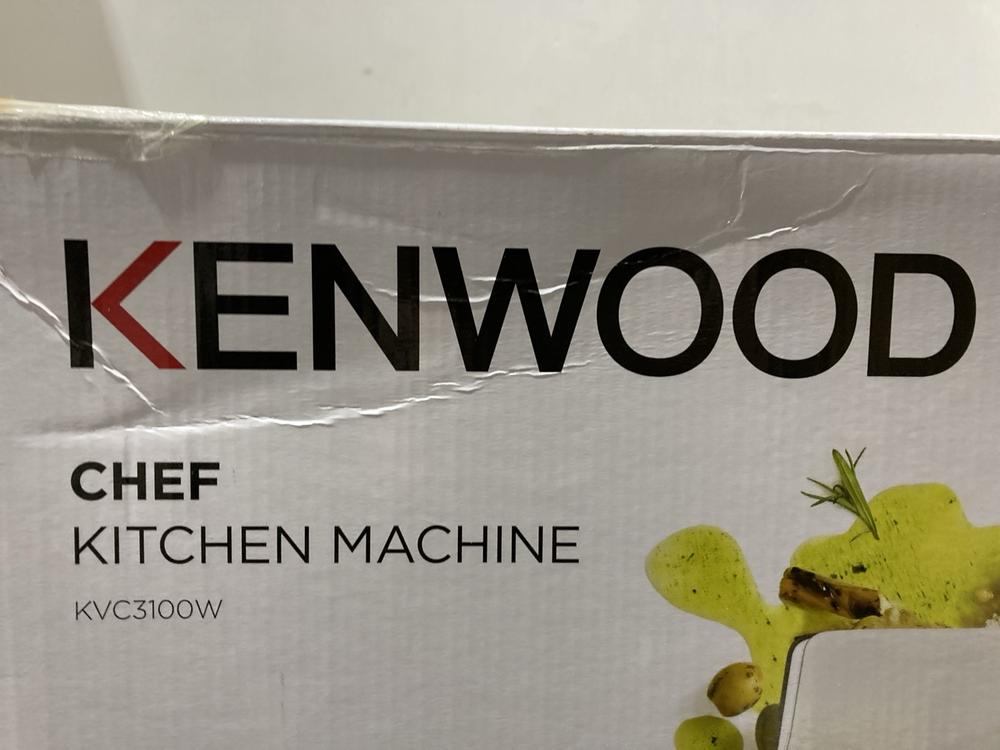 KENWOOD
CHEF
KITCHEN MACHINE
KVC3100W